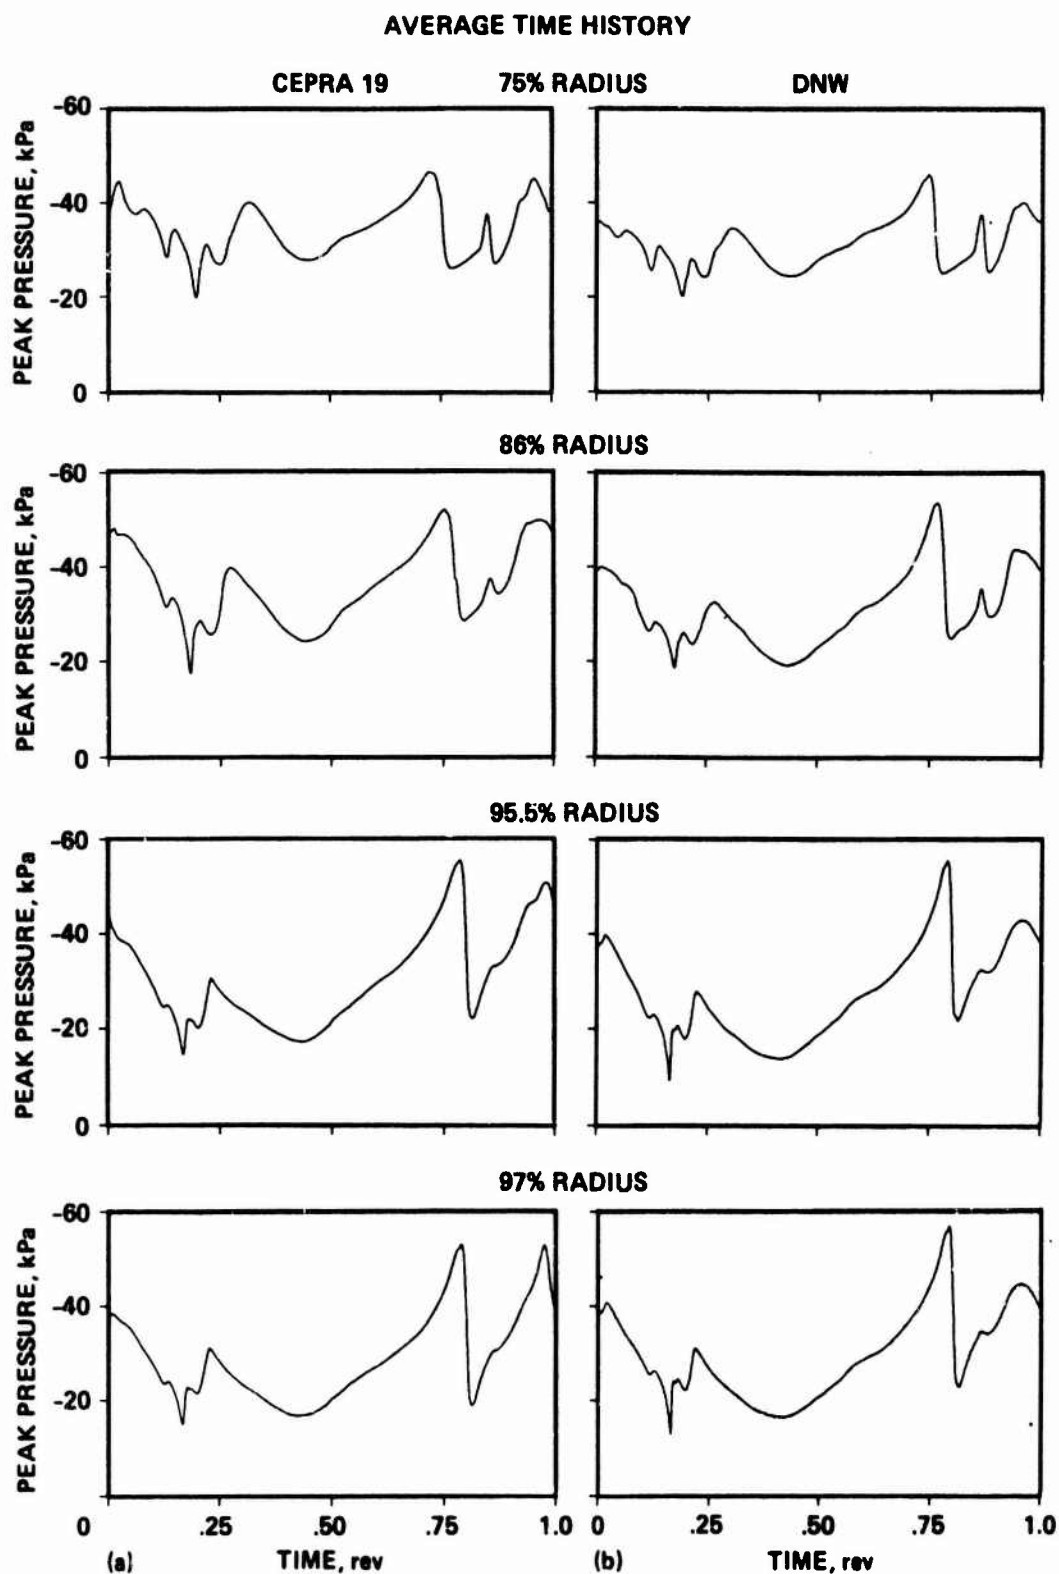 AVERAGE TIME HISTORY
CEPRA 19 75% RADIUS DNW
PEAK PRESSURE, kPa
-60
-40
-20
0
86% RADIUS
PEAK PRESSURE, kPa
-60
-40
-20
0
95.5% RADIUS
PEAK PRESSURE, kPa
-60
-40
-20
0
97% RADIUS
PEAK PRESSURE, kPa
-60
-40
-20
0 .25 .50 .75 1.0 0 .25 .50 .75 1.0
(a) TIME, rev (b) TIME, rev